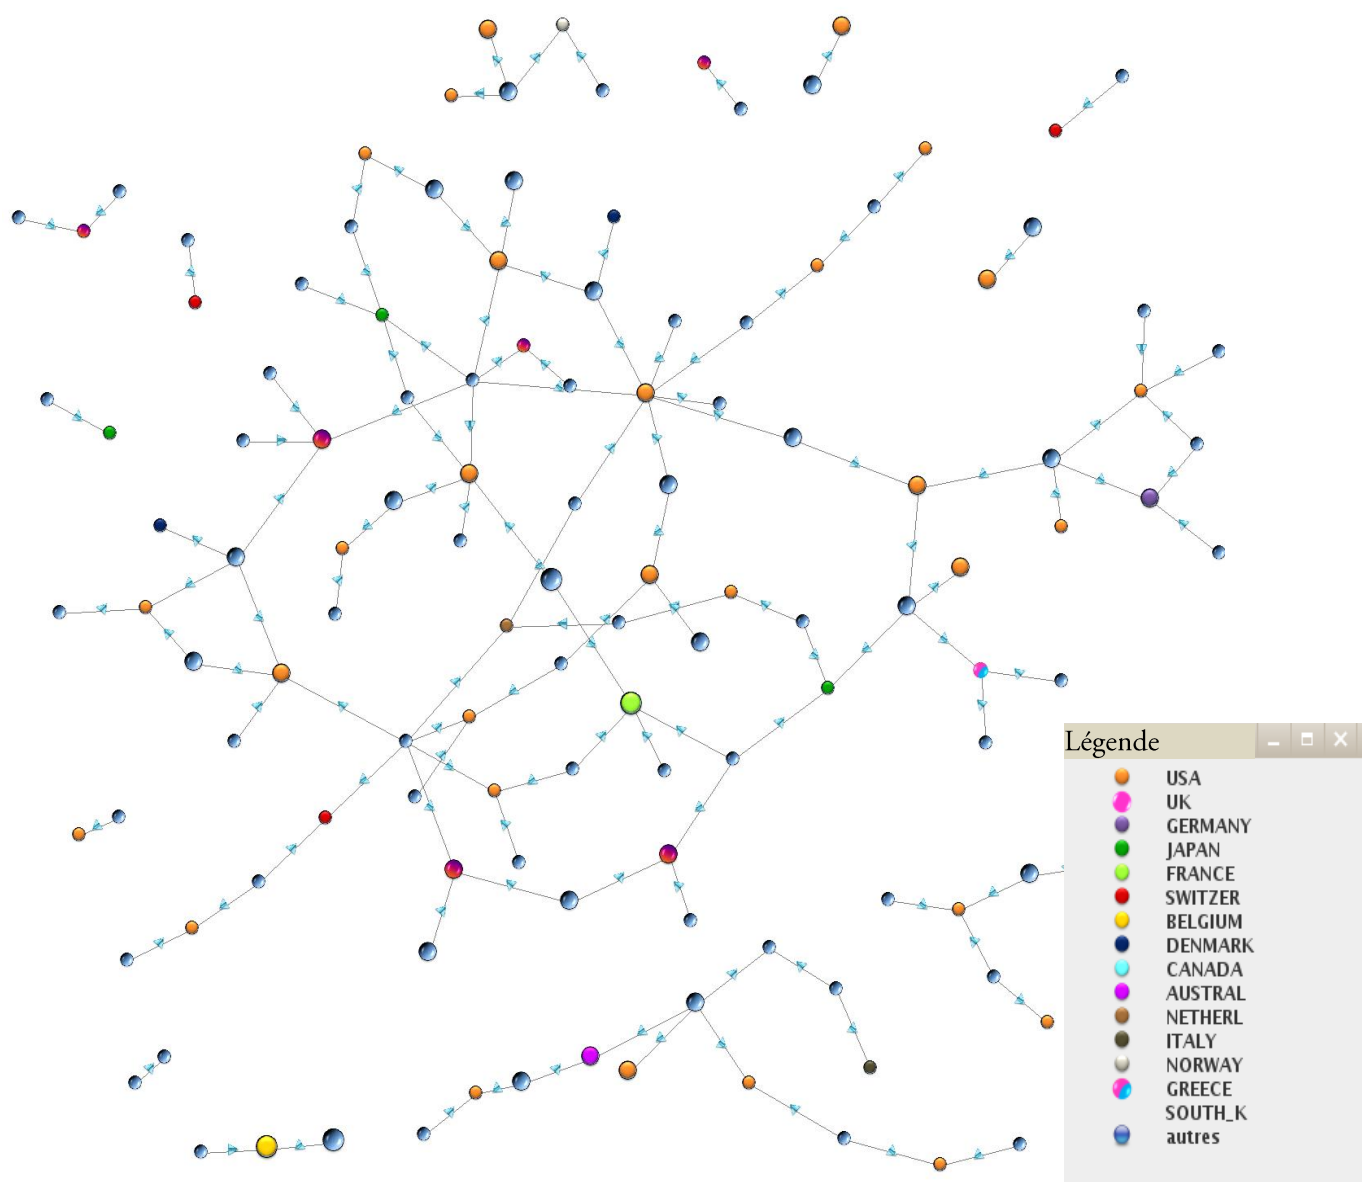 Légende
USA
UK
GERMANY
JAPAN
FRANCE
SWITZER
BELGIUM
DENMARK
CANADA
AUSTRAL
NETHERL
ITALY
NORWAY
GREECE
SOUTH_K
autres